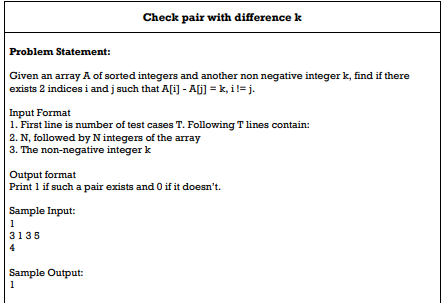 Check pair with difference k
Problem Statement:
Given an array A of sorted integers and another non negative integer k, find if there
exists 2 indices i and j such that A[i] - A[j] = k, i != j.
Input Format
1. First line is number of test cases T. Following T lines contain:
2. N, followed by N integers of the array
3. The non-negative integer k
Output format
Print 1 if such a pair exists and 0 if it doesn't.
Sample Input:
1
3 1 3 5
4
Sample Output:
1